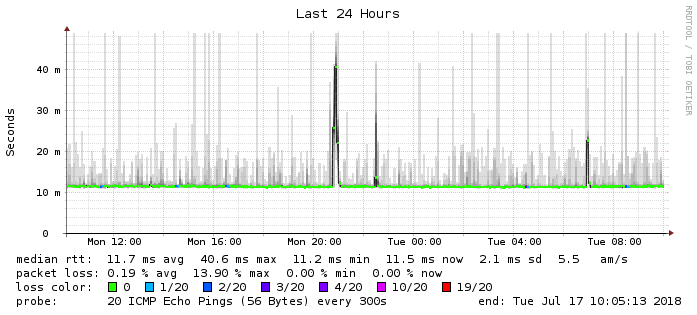 Last 24 Hours
RRDTOOL / TOBI OETIKER
Seconds
40 m
30 m
20 m
10 m
0
Mon 12:00 Mon 16:00 Mon 20:00 Tue 00:00 Tue 04:00 Tue 08:00
median rtt: 11.7 ms avg 40.6 ms max 11.2 ms min 11.5 ms now 2.1 ms sd 5.5 am/s
packet loss: 0.19 % avg 13.90 % max 0.00 % min 0.00 % now
loss color: 0 1/20 2/20 3/20 4/20 10/20 19/20
probe: 20 ICMP Echo Pings (56 Bytes) every 300s end: Tue Jul 17 10:05:13 2018